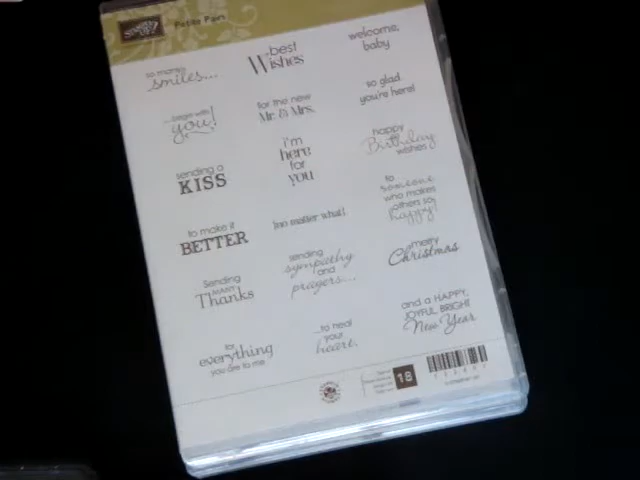 STAMPIN' UP!
Petite Pairs
so many
smiles...
best
Wishes
welcome,
baby
...begin with
you!
for the new
Mr. & Mrs.
so glad
you're here!
sending a
KISS
i'm
here
for
you
happy
Birthday
wishes
to make it
BETTER
{no matter what}
to
someone
who makes
others so
happy!
Sending
MANY
Thanks
sending
sympathy
and
prayers...
merry
Christmas
for
everything
you are to me
...to heal
your
heart.
and a HAPPY,
JOYFUL, BRIGHT
New Year
18